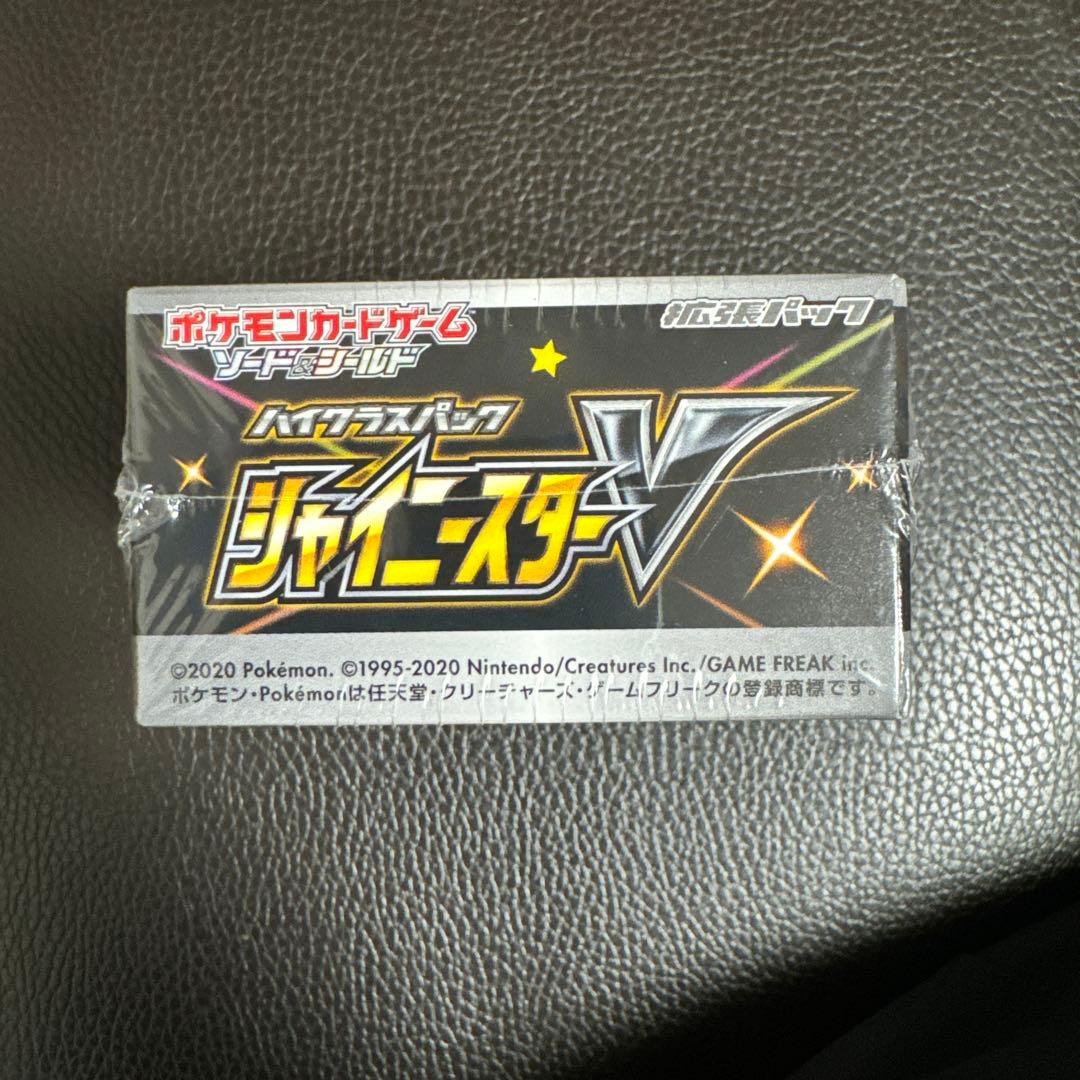 ポケモンカードゲーム
ソード&シールド
拡張パック
ハイクラスパック
シャイニースターV
©2020 Pokémon. ©1995-2020 Nintendo/Creatures Inc./GAME FREAK inc.
ポケモン・Pokémonは任天堂・クリーチャーズ・ゲームフリークの登録商標です。